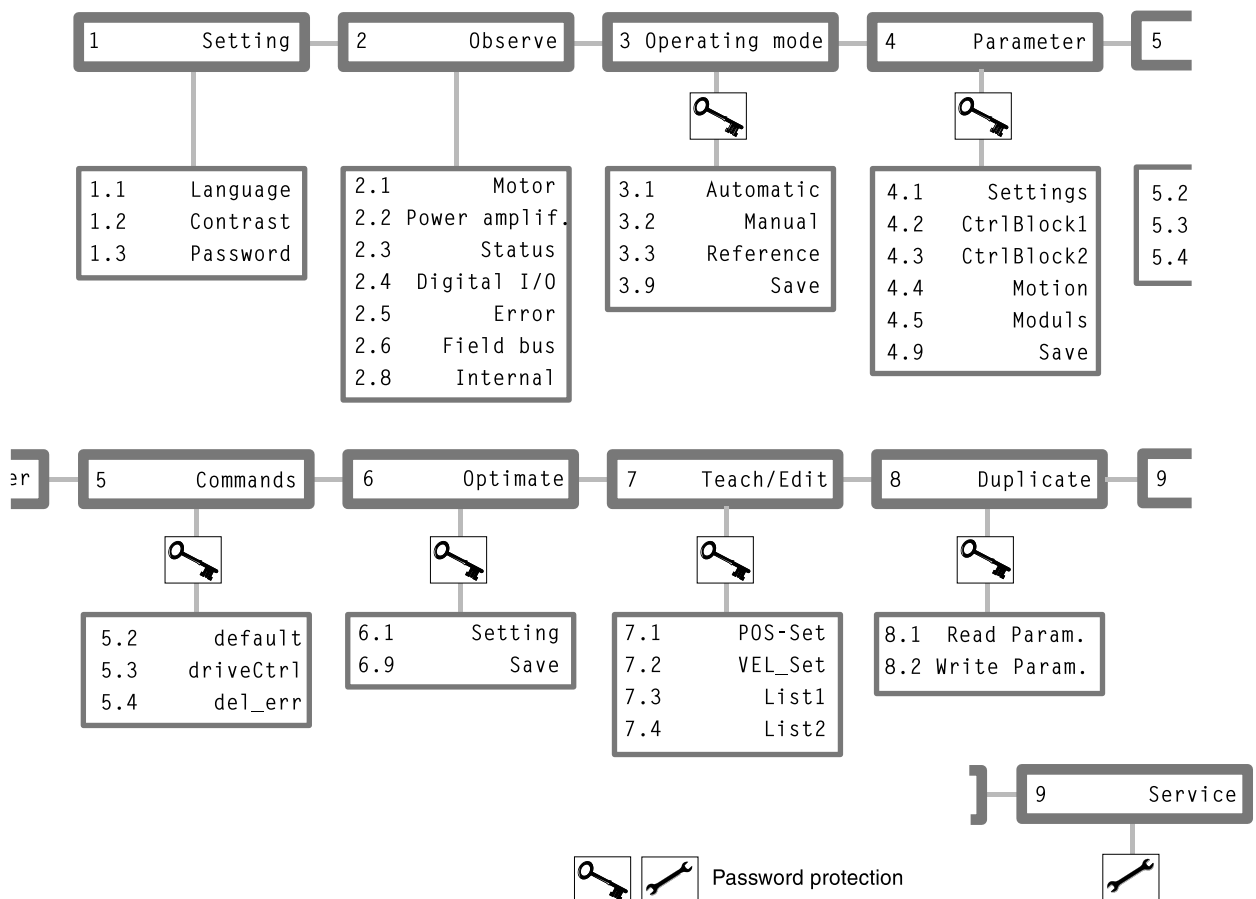 1 Setting
2 Observe
3 Operating mode
4 Parameter
5
1.1 Language
1.2 Contrast
1.3 Password
2.1 Motor
2.2 Power amplif.
2.3 Status
2.4 Digital I/O
2.5 Error
2.6 Field bus
2.8 Internal
3.1 Automatic
3.2 Manual
3.3 Reference
3.9 Save
4.1 Settings
4.2 CtrlBlock1
4.3 CtrlBlock2
4.4 Motion
4.5 Moduls
4.9 Save
5.2
5.3
5.4
er
5 Commands
6 Optimate
7 Teach/Edit
8 Duplicate
9
5.2 default
5.3 driveCtrl
5.4 del_err
6.1 Setting
6.9 Save
7.1 POS-Set
7.2 VEL_Set
7.3 List1
7.4 List2
8.1 Read Param.
8.2 Write Param.
9 Service
Password protection